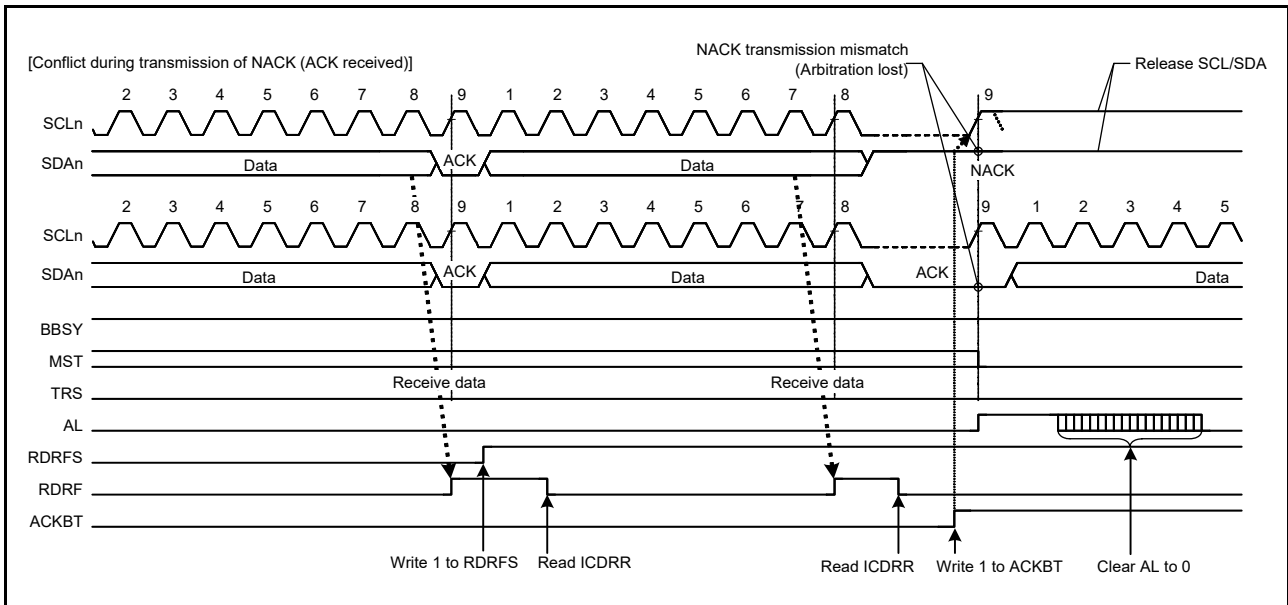 NACK transmission mismatch
(Arbitration lost)
Release SCL/SDA
[Conflict during transmission of NACK (ACK received)]
2 3 4 5 6 7 8 9 1 2 3 4 5 6 7 8 9
SCLn
SDAn Data ACK Data NACK
2 3 4 5 6 7 8 9 1 2 3 4 5 6 7 8 9 1 2 3 4 5
SCLn
SDAn Data ACK Data ACK Data
BBSY
MST
Receive data Receive data
TRS
AL
RDRFS
RDRF
ACKBT
Write 1 to RDRFS Read ICDRR Read ICDRR Write 1 to ACKBT Clear AL to 0